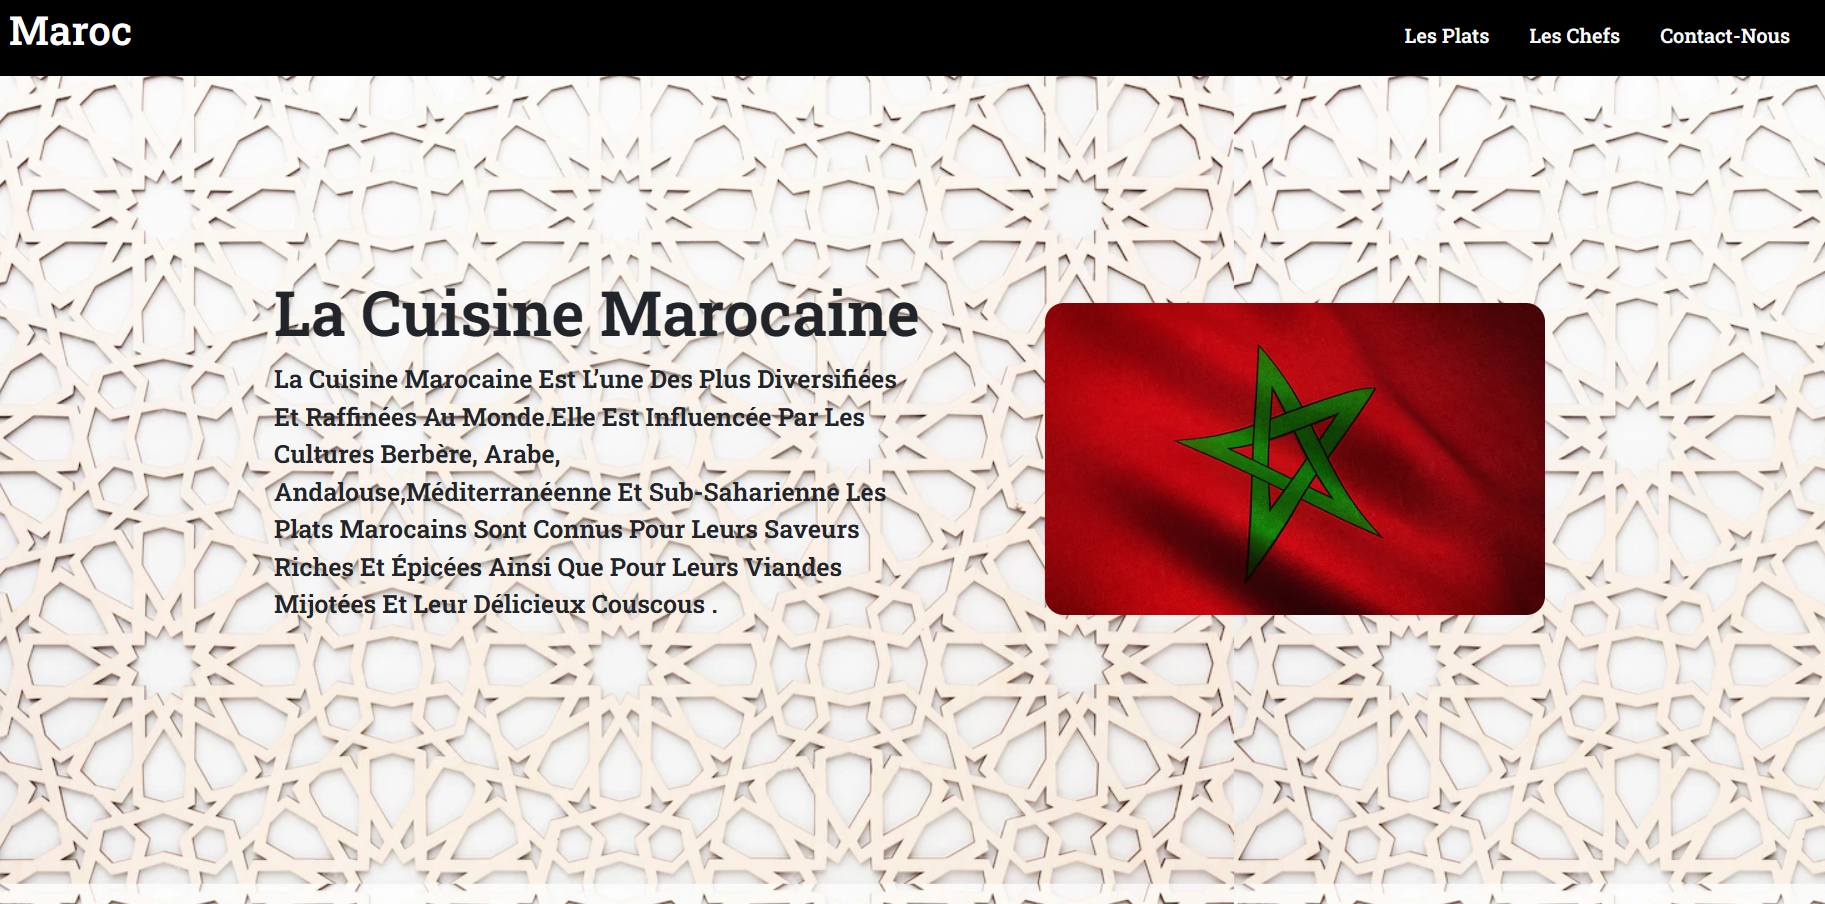 Maroc
Les Plats
Les Chefs
Contact-Nous
La Cuisine Marocaine
La Cuisine Marocaine Est L'une Des Plus Diversifiées
Et Raffinées Au Monde.Elle Est Influencée Par Les
Cultures Berbère, Arabe,
Andalouse,Méditerranéenne Et Sub-Saharienne Les
Plats Marocains Sont Connus Pour Leurs Saveurs
Riches Et Épicées Ainsi Que Pour Leurs Viandes
Mijotées Et Leur Délicieux Couscous .